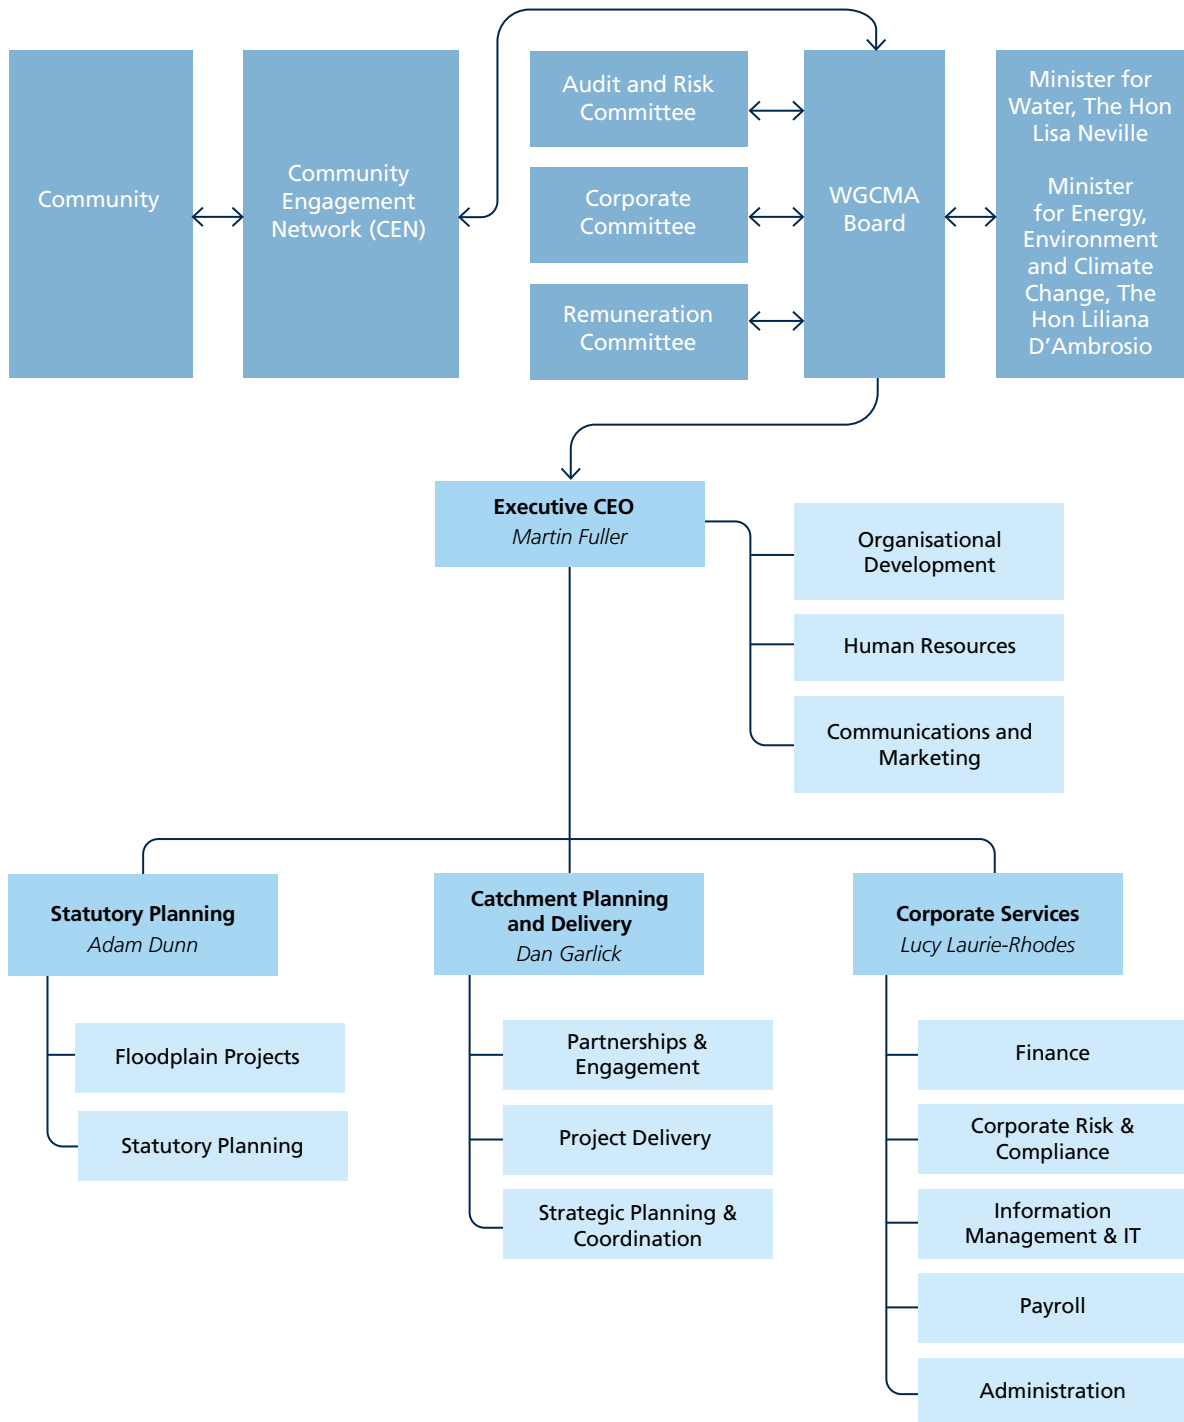 Community
Community
Engagement
Network (CEN)
Audit and Risk
Committee
Corporate
Committee
Remuneration
Committee
WGCMA
Board
Minister for
Water, The Hon
Lisa Neville
Minister
for Energy,
Environment
and Climate
Change, The
Hon Liliana
D’Ambrosio
Executive CEO
Martin Fuller
Organisational
Development
Human Resources
Communications and
Marketing
Statutory Planning
Adam Dunn
Floodplain Projects
Statutory Planning
Catchment Planning
and Delivery
Dan Garlick
Partnerships &
Engagement
Project Delivery
Strategic Planning &
Coordination
Corporate Services
Lucy Laurie-Rhodes
Finance
Corporate Risk &
Compliance
Information
Management & IT
Payroll
Administration